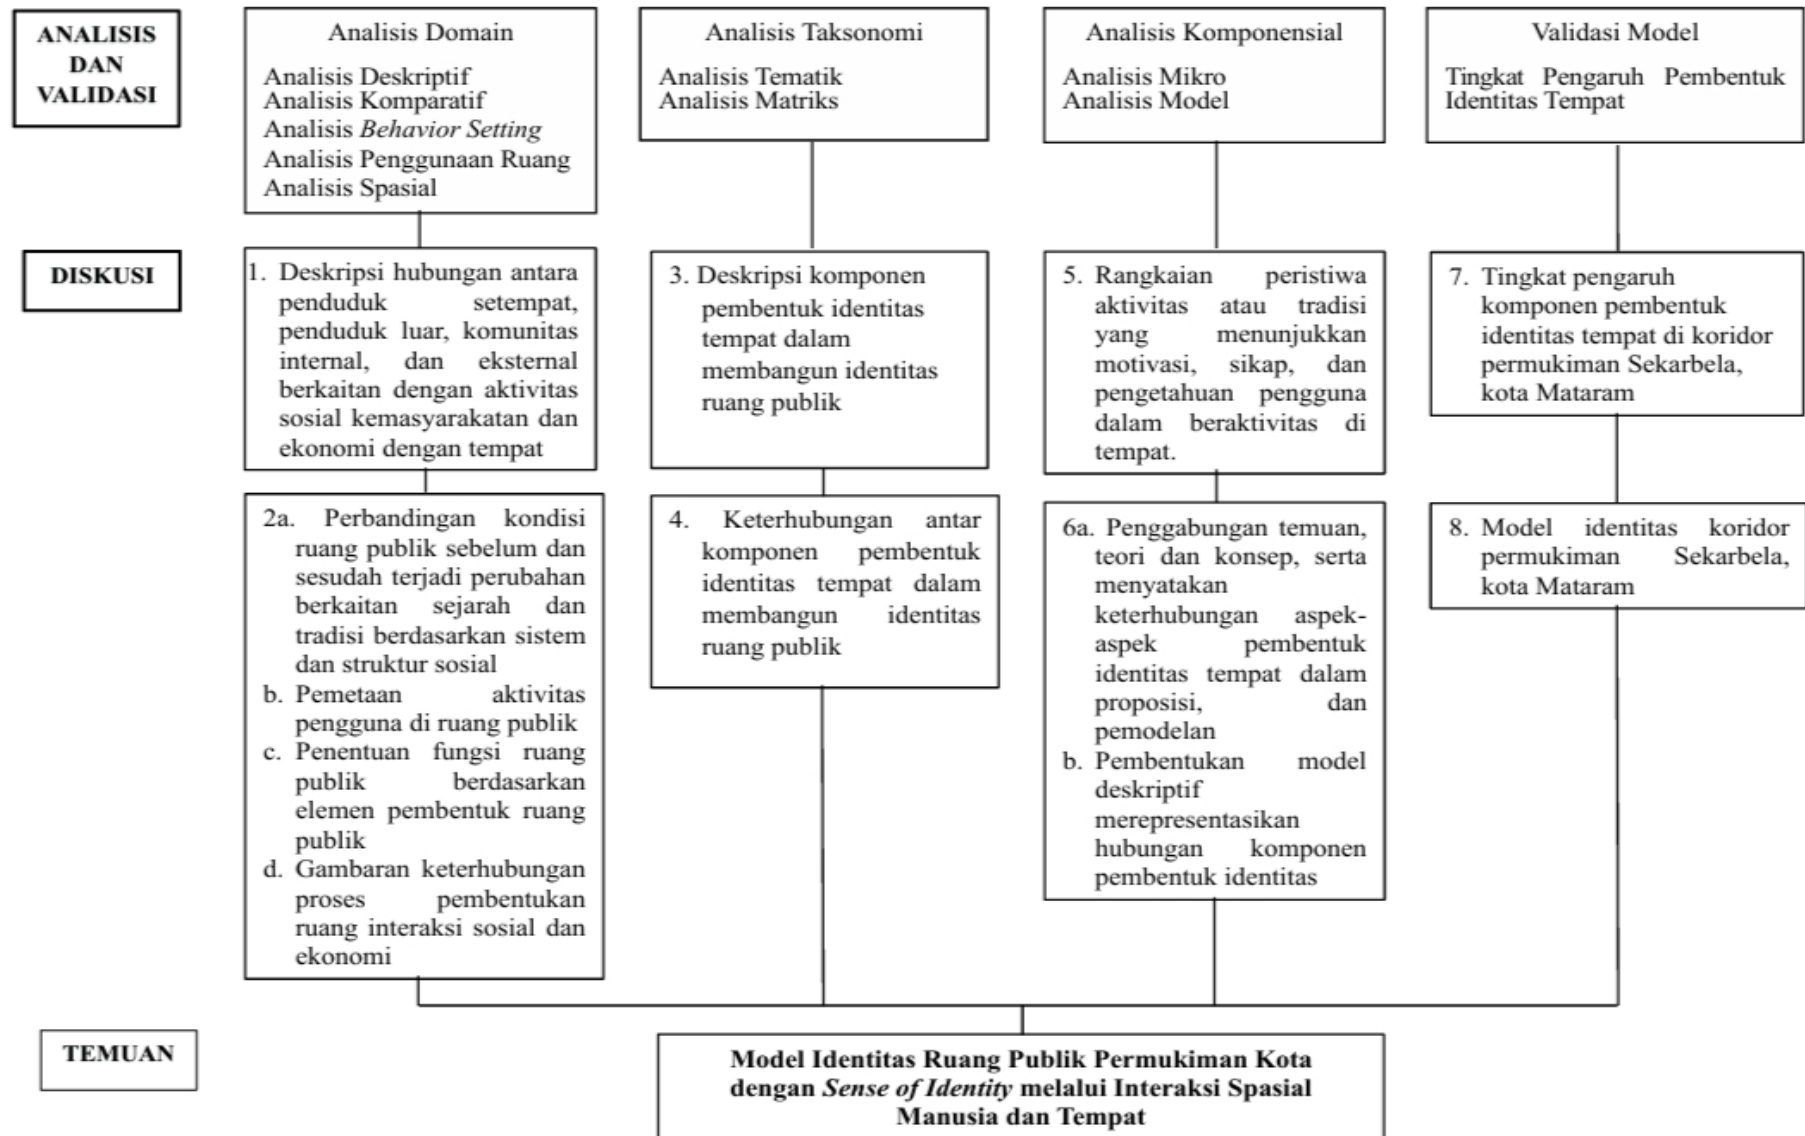 ANALISIS
DAN
VALIDASI
Analisis Domain
Analisis Deskriptif
Analisis Komparatif
Analisis Behavior Setting
Analisis Penggunaan Ruang
Analisis Spasial
Analisis Taksonomi
Analisis Tematik
Analisis Matriks
Analisis Komponensial
Analisis Mikro
Analisis Model
Validasi Model
Tingkat Pengaruh Pembentuk
Identitas Tempat
DISKUSI
1. Deskripsi hubungan antara
penduduk setempat,
penduduk luar, komunitas
internal, dan eksternal
berkaitan dengan aktivitas
sosial kemasyarakatan dan
ekonomi dengan tempat
3. Deskripsi komponen
pembentuk identitas
tempat dalam
membangun identitas
ruang publik
5. Rangkaian peristiwa
aktivitas atau tradisi
yang menunjukkan
motivasi, sikap, dan
pengetahuan pengguna
dalam beraktivitas di
tempat.
7. Tingkat pengaruh
komponen pembentuk
identitas tempat di koridor
permukiman Sekarbela,
kota Mataram
2a. Perbandingan kondisi
ruang publik sebelum dan
sesudah terjadi perubahan
berkaitan sejarah dan
tradisi berdasarkan sistem
dan struktur sosial
b. Pemetaan aktivitas
pengguna di ruang publik
c. Penentuan fungsi ruang
publik berdasarkan
elemen pembentuk ruang
publik
d. Gambaran keterhubungan
proses pembentukan
ruang interaksi sosial dan
ekonomi
4. Keterhubungan antar
komponen pembentuk
identitas tempat dalam
membangun identitas
ruang publik
6a. Penggabungan temuan,
teori dan konsep, serta
menyatakan
keterhubungan aspek-
aspek pembentuk
identitas tempat dalam
proposisi, dan
pemodelan
b. Pembentukan model
deskriptif
merepresentasikan
hubungan komponen
pembentuk identitas
8. Model identitas koridor
permukiman Sekarbela,
kota Mataram
TEMUAN
Model Identitas Ruang Publik Permukiman Kota
dengan Sense of Identity melalui Interaksi Spasial
Manusia dan Tempat